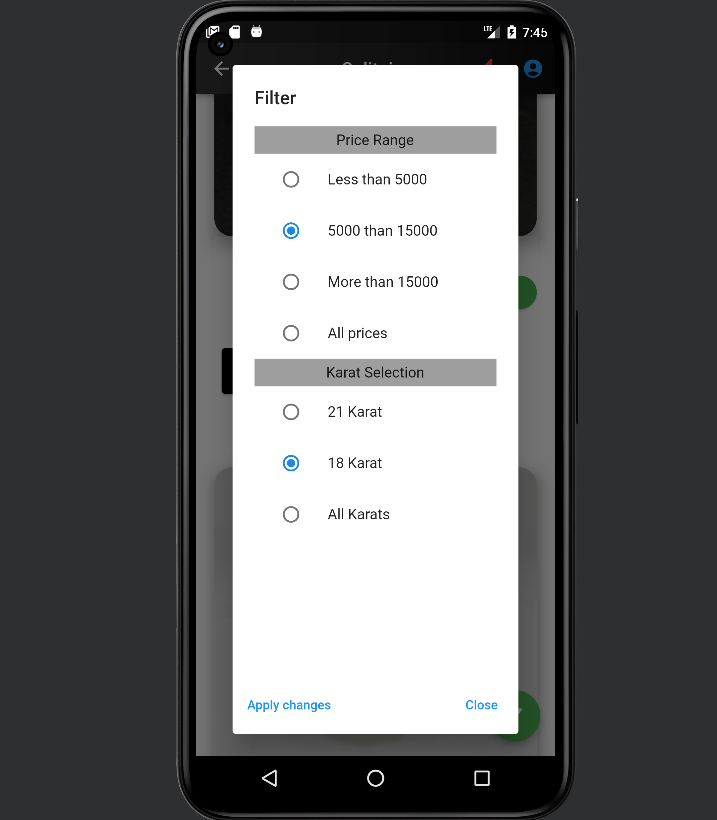 LTE 7:45
Filter
Price Range
Less than 5000
5000 than 15000
More than 15000
All prices
Karat Selection
21 Karat
18 Karat
All Karats
Apply changes
Close